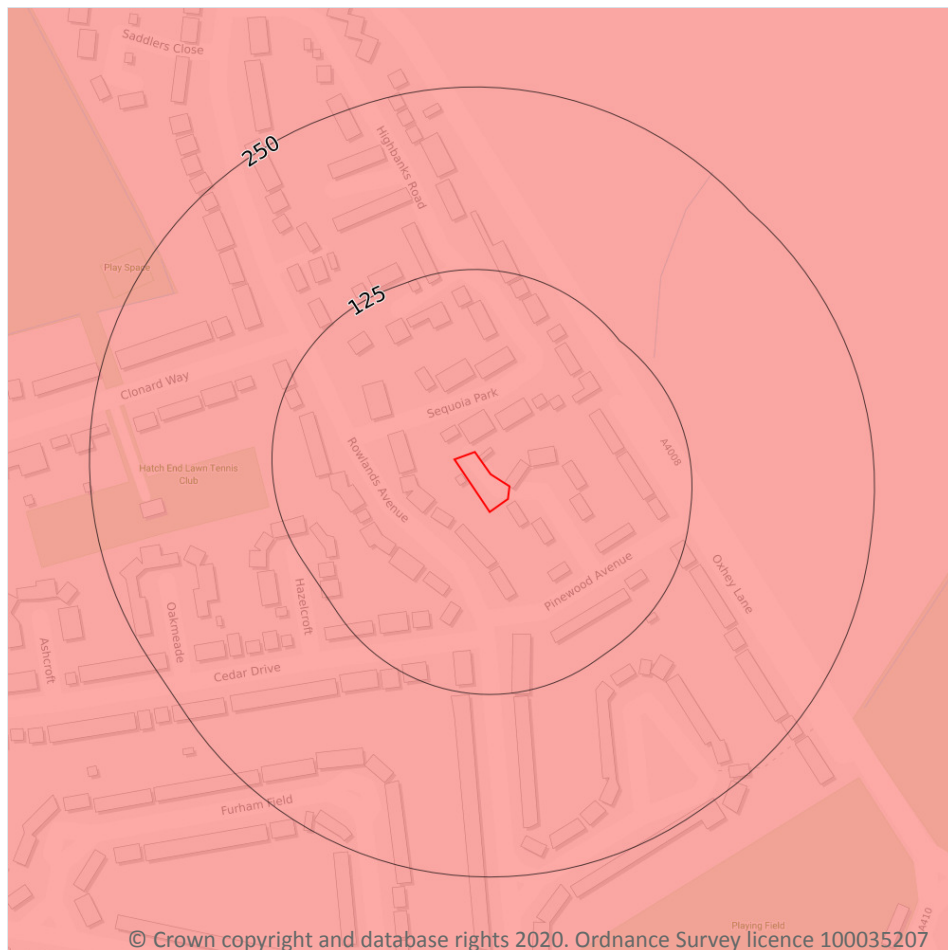 Saddlers Close
250
Highbanks Road
Play Space
125
Clonard Way
Sequoia Park
A4008
Hatch End Lawn Tennis
Club
Rowlands Avenue
Pinewood Avenue
Oxhey Lane
Hazelcroft
Oakmeade
Ashcroft
Cedar Drive
Furham Field
Playing Field
A410
© Crown copyright and database rights 2020. Ordnance Survey licence 100035207